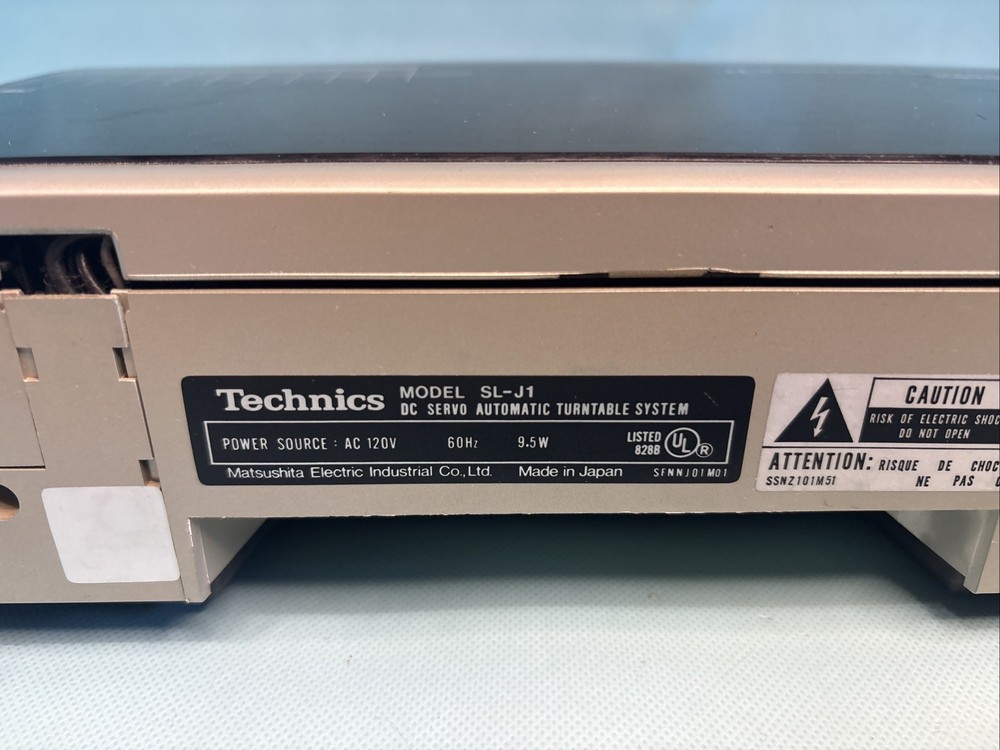 Technics MODEL SL-J1
DC SERVO AUTOMATIC TURNTABLE SYSTEM
POWER SOURCE : AC 120V 60Hz 9.5W LISTED 828B UL R
Matsushita Electric Industrial Co., Ltd. Made in Japan SFNNJ01M01
CAUTION
RISK OF ELECTRIC SHOC
DO NOT OPEN
ATTENTION: RISQUE DE CHOC
SSNZ101M51 NE PAS